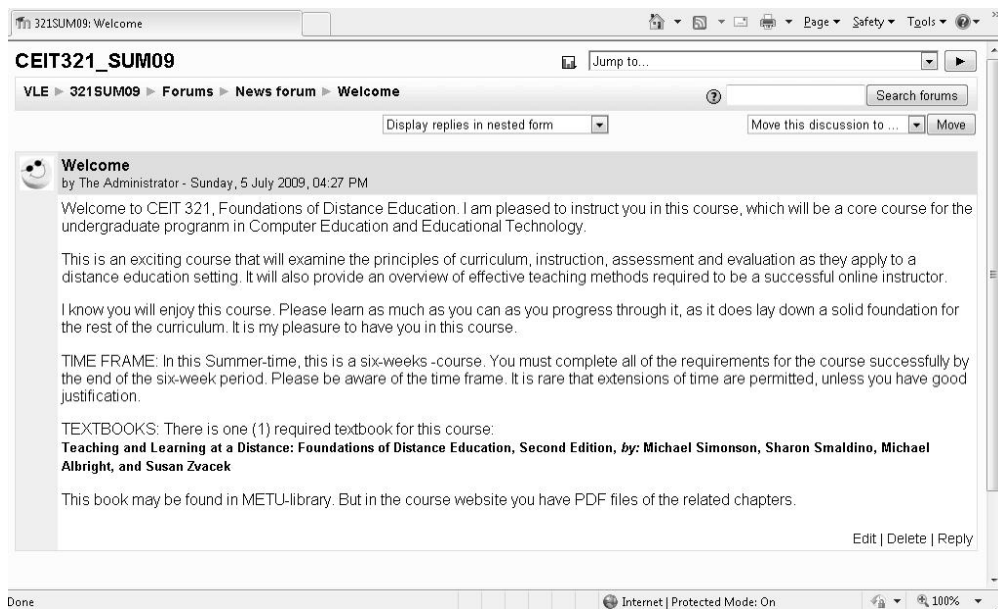 321SUM09: Welcome
Page Safety Tools
CEIT321_SUM09
Jump to...
VLE ► 321SUM09 ► Forums ► News forum ► Welcome
Search forums
Display replies in nested form
Move this discussion to ...
Move
Welcome
by The Administrator - Sunday, 5 July 2009, 04:27 PM
Welcome to CEIT 321, Foundations of Distance Education. I am pleased to instruct you in this course, which will be a core course for the
undergraduate progranm in Computer Education and Educational Technology.
This is an exciting course that will examine the principles of curriculum, instruction, assessment and evaluation as they apply to a
distance education setting. It will also provide an overview of effective teaching methods required to be a successful online instructor.
I know you will enjoy this course. Please learn as much as you can as you progress through it, as it does lay down a solid foundation for
the rest of the curriculum. It is my pleasure to have you in this course.
TIME FRAME: In this Summer-time, this is a six-weeks -course. You must complete all of the requirements for the course successfully by
the end of the six-week period. Please be aware of the time frame. It is rare that extensions of time are permitted, unless you have good
justification.
TEXTBOOKS: There is one (1) required textbook for this course:
Teaching and Learning at a Distance: Foundations of Distance Education, Second Edition, by: Michael Simonson, Sharon Smaldino, Michael
Albright, and Susan Zvacek
This book may be found in METU-library. But in the course website you have PDF files of the related chapters.
Edit | Delete | Reply
Done
Internet | Protected Mode: On
100%